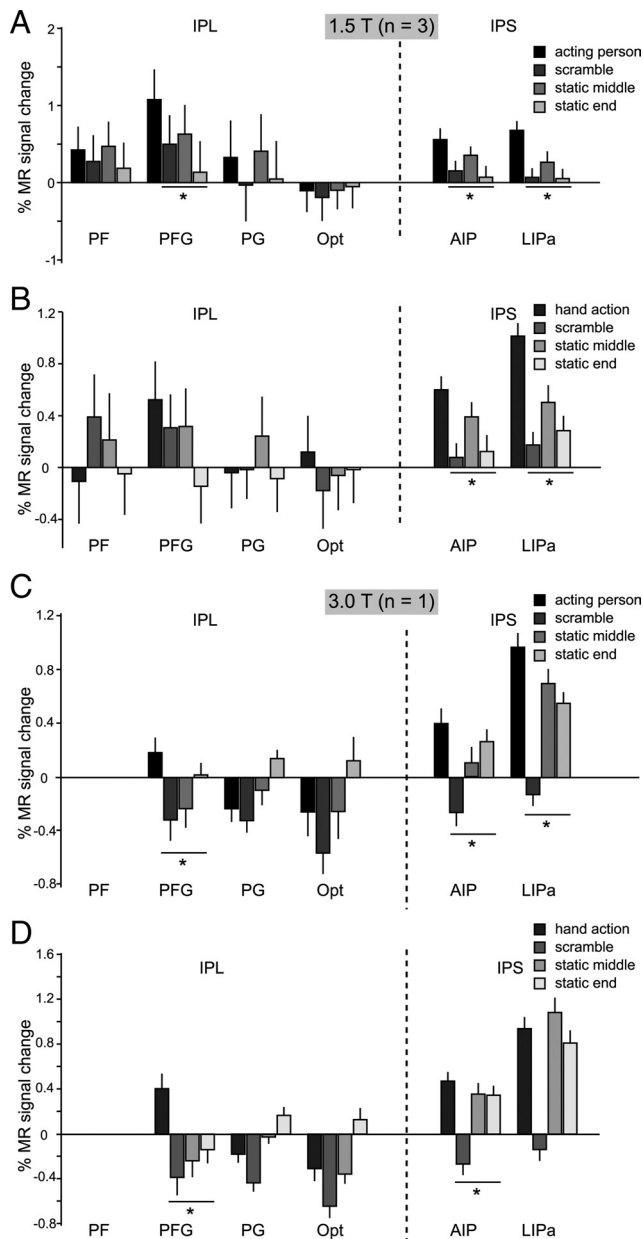 A
IPL
1.5 T (n = 3)
IPS
acting person
scramble
static middle
static end
% MR signal change
1
0
-1
*
*
*
PF
PFG
PG
Opt
AIP
LIPa
B
IPL
IPS
hand action
scramble
static middle
static end
% MR signal change
1.2
0.8
0.4
0
-0.4
*
*
PF
PFG
PG
Opt
AIP
LIPa
C
IPL
3.0 T (n = 1)
IPS
acting person
scramble
static middle
static end
% MR signal change
1.2
0.8
0.4
0
-0.4
-0.8
*
*
*
PF
PFG
PG
Opt
AIP
LIPa
D
IPL
IPS
hand action
scramble
static middle
static end
% MR signal change
1.6
1.2
0.8
0.4
0
-0.4
-0.8
*
*
PF
PFG
PG
Opt
AIP
LIPa